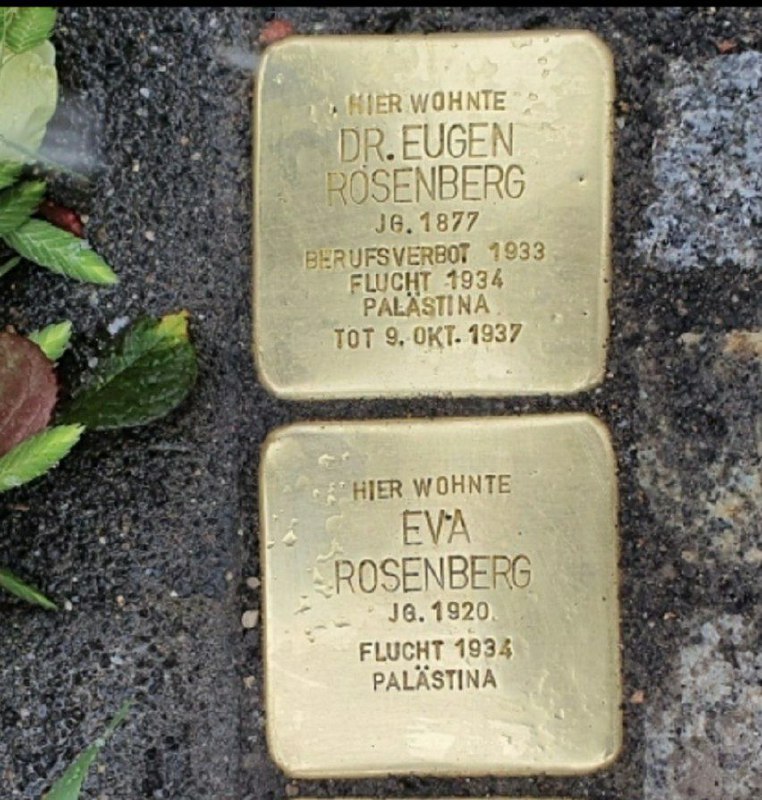 HIER WOHNTE
DR. EUGEN
ROSENBERG
JG. 1877
BERUFSVERBOT 1933
FLUCHT 1934
PALÄSTINA
TOT 9. OKT. 1937
HIER WOHNTE
EVA
ROSENBERG
JG. 1920
FLUCHT 1934
PALÄSTINA